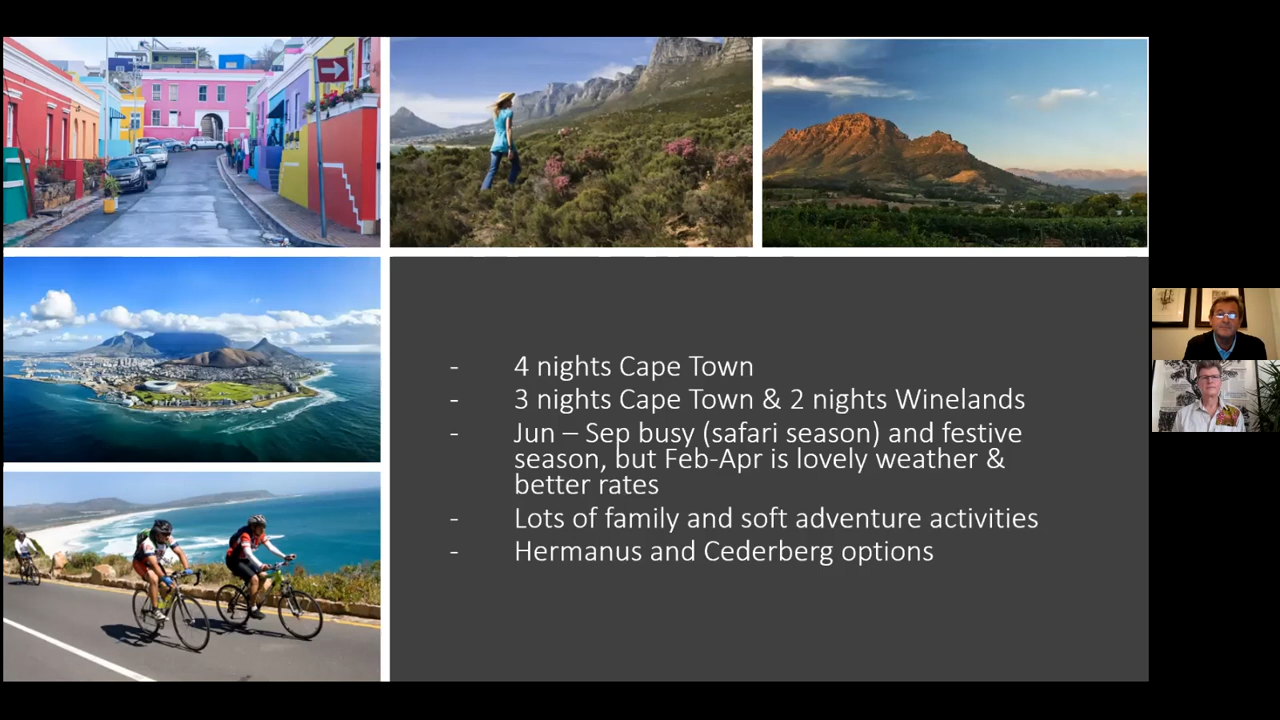 - 4 nights Cape Town
- 3 nights Cape Town & 2 nights Winelands
- Jun – Sep busy (safari season) and festive
season, but Feb-Apr is lovely weather &
better rates
- Lots of family and soft adventure activities
- Hermanus and Cederberg options